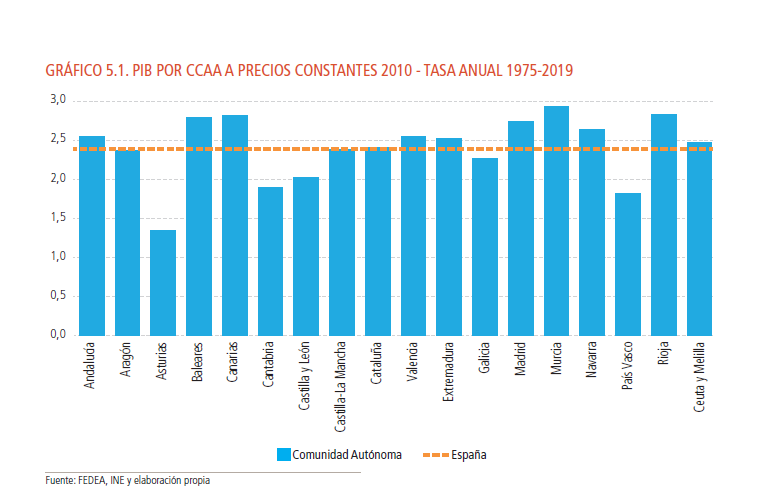 GRÁFICO 5.1. PIB POR CCAA A PRECIOS CONSTANTES 2010 - TASA ANUAL 1975-2019
3,0
2,5
2,0
1,5
1,0
0,5
0,0
Andalucía
Aragón
Asturias
Baleares
Canarias
Cantabria
Castilla y León
Castilla-La Mancha
Cataluña
Valencia
Extremadura
Galicia
Madrid
Murcia
Navarra
País Vasco
Rioja
Ceuta y Melilla
Comunidad Autónoma España
Fuente: FEDEA, INE y elaboración propia